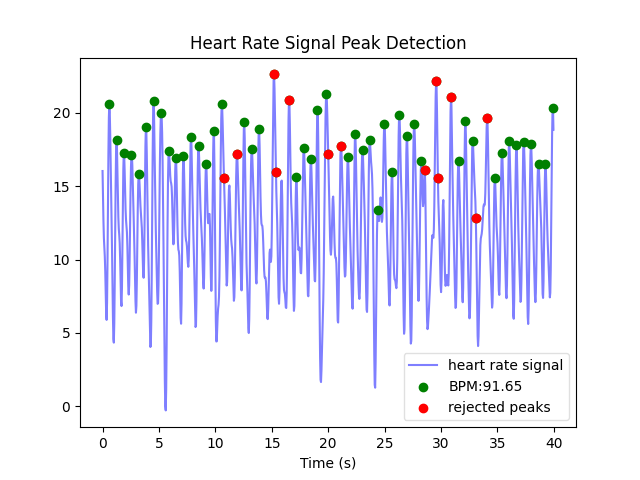 Heart Rate Signal Peak Detection
20
15
10
5
0
heart rate signal
BPM:91.65
rejected peaks
0 5 10 15 20 25 30 35 40
Time (s)